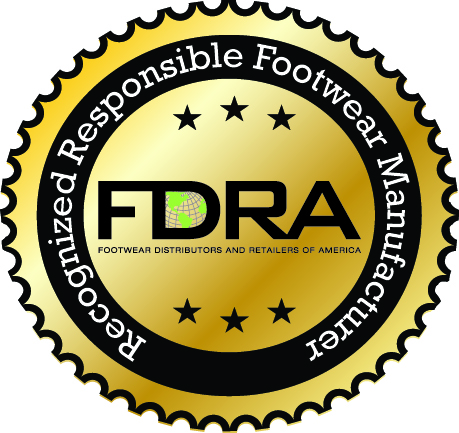 Recognized Responsible Footwear Manufacturer
FDRA
FOOTWEAR DISTRIBUTORS AND RETAILERS OF AMERICA